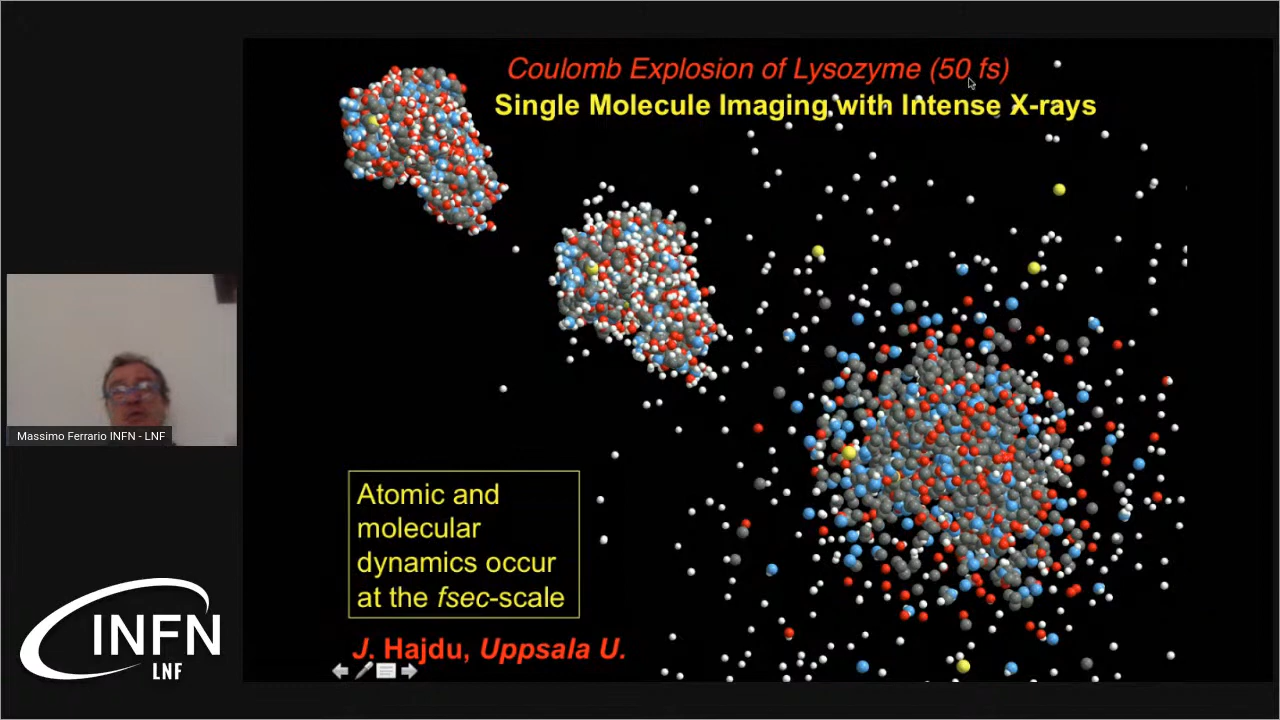 Coulomb Explosion of Lysozyme (50 fs)
Single Molecule Imaging with Intense X-rays
Massimo Ferrario INFN - LNF
Atomic and
molecular
dynamics occur
at the fsec-scale
INFN
LNF
J. Hajdu, Uppsala U.